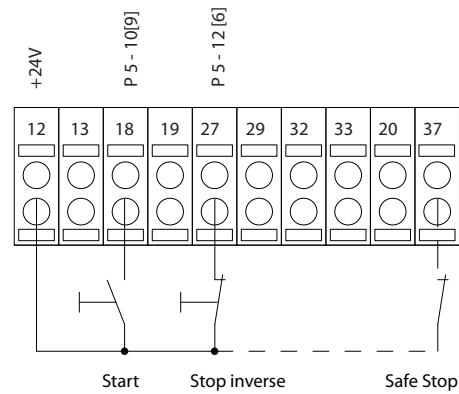 +24V
P 5 - 10[9]
P 5 - 12 [6]
12 13 18 19 27 29 32 33 20 37
Start Stop inverse Safe Stop